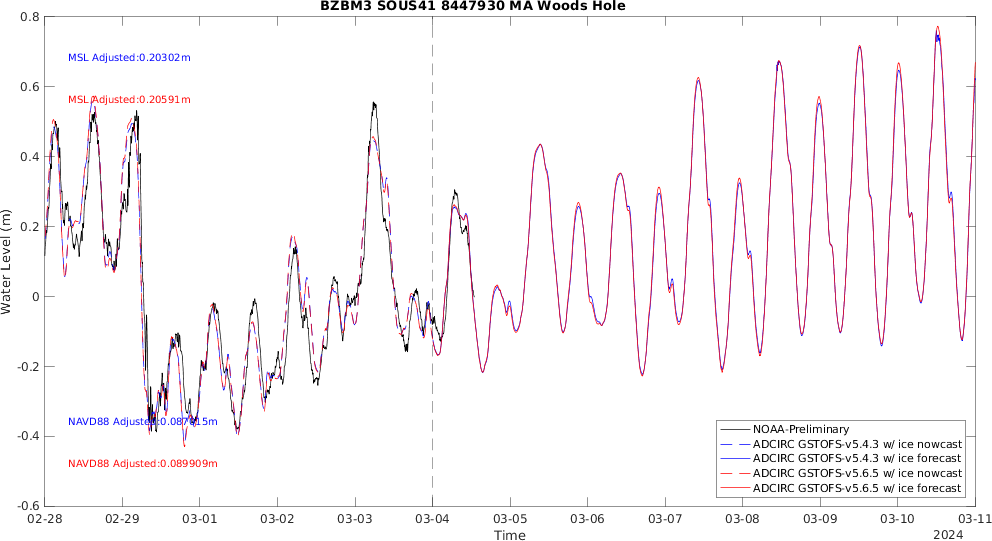 BZBM3 SOUS41 8447930 MA Woods Hole
0.8
MSL Adjusted:0.20302m
0.6
MSL Adjusted:0.20591m
0.4
0.2
Water Level (m)
0
-0.2
NAVD88 Adjusted:0.087615m
-0.4
NOAA-Preliminary
ADCIRC GSTOFS-v5.4.3 w/ ice nowcast
ADCIRC GSTOFS-v5.4.3 w/ ice forecast
NAVD88 Adjusted:0.089909m
ADCIRC GSTOFS-v5.6.5 w/ ice nowcast
ADCIRC GSTOFS-v5.6.5 w/ ice forecast
-0.6
02-28 02-29 03-01 03-02 03-03 03-04 03-05 03-06 03-07 03-08 03-09 03-10 03-11
Time
2024